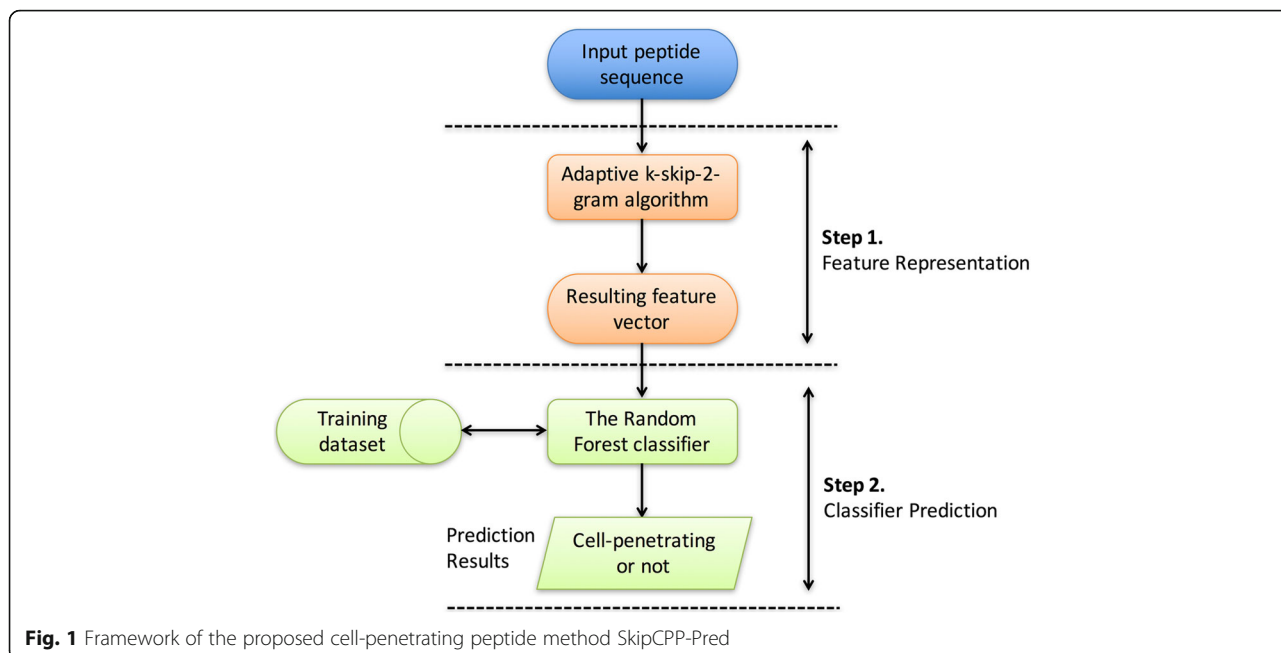 Input peptide
sequence
Adaptive k-skip-2-
gram algorithm
Step 1.
Feature Representation
Resulting feature
vector
Training
dataset
The Random
Forest classifier
Step 2.
Classifier Prediction
Prediction
Results
Cell-penetrating
or not
Fig. 1 Framework of the proposed cell-penetrating peptide method SkipCPP-Pred